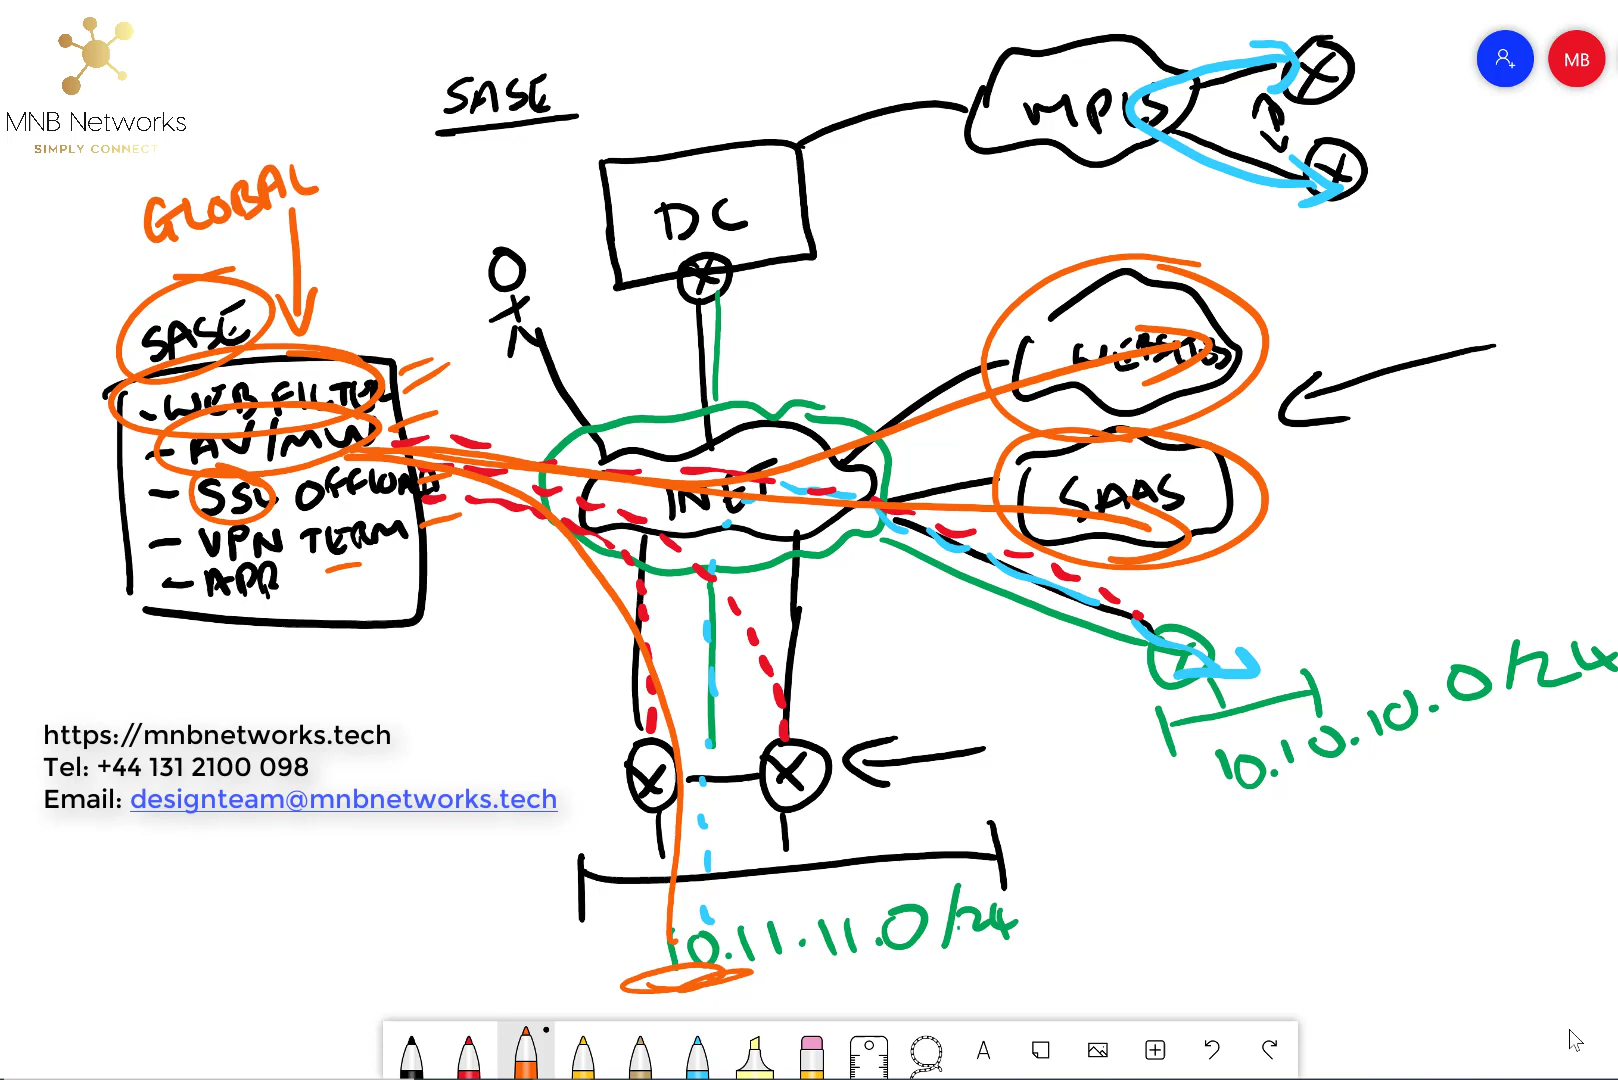 MNB Networks
SIMPLY CONNECT
MB
SASE
MPLS
DC
GLOBAL
SASE
- WEB FILTER
- AV/MW
- SSL OFFLOAD
- VPN TERM
- APP
INET
WEBSITES
SAAS
10.10.10.0/24
https://mnbnetworks.tech
Tel: +44 131 2100 098
Email: designteam@mnbnetworks.tech
10.11.11.0/24